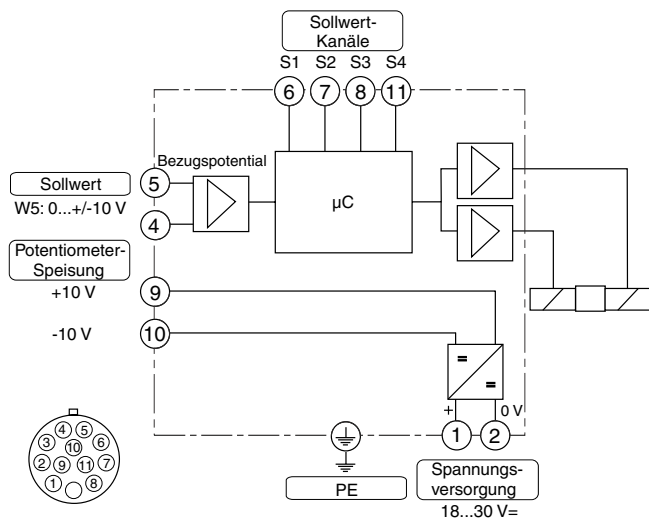 Sollwert-
Kanäle
S1 S2 S3 S4
6 7 8 11
Bezugspotential
5
Sollwert
W5: 0...+/-10 V
4
µC
Potentiometer-
Speisung
+10 V
9
-10 V
10
=
=
+ 0 V
1 2
4 5
3 10 6
2 9 11 7
1 8
PE
Spannungs-
versorgung
18...30 V=